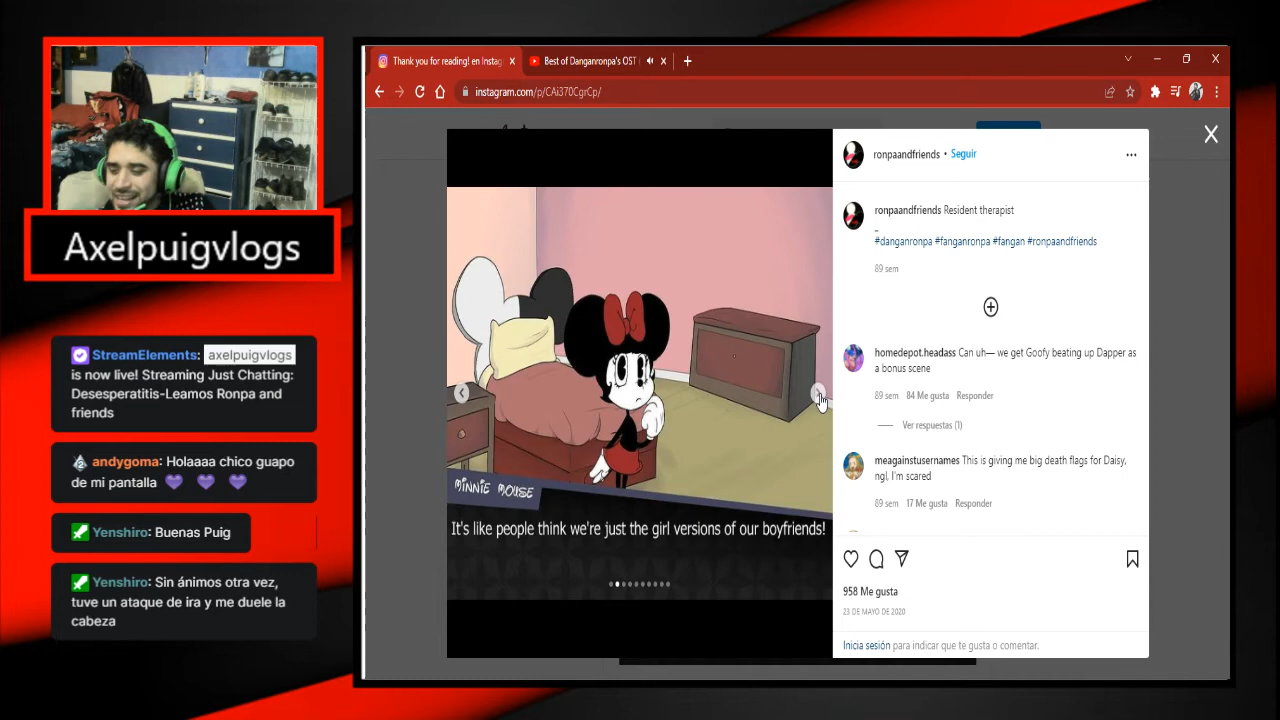 Axelpuigvlogs
StreamElements: axelpuigvlogs
is now live! Streaming Just Chatting:
Desesperatitis-Leamos Ronpa and
friends
andygoma: Holaaaa chico guapo
de mi pantalla
Yenshiro: Buenas Puig
Yenshiro: Sin ánimos otra vez,
tuve un ataque de ira y me duele la
cabeza
Thank you for reading! en Instag
Best of Danganronpa's OST
instagram.com/p/CAi370CgrCp/
MINNIE MOUSE
It's like people think we're just the girl versions of our boyfriends!
ronpaandfriends • Seguir
ronpaandfriends Resident therapist
_
#danganronpa #fanganronpa #fangan #ronpaandfriends
89 sem
homedepot.headass Can uh— we get Goofy beating up Dapper as
a bonus scene
89 sem 84 Me gusta Responder
Ver respuestas (1)
meagainstusernames This is giving me big death flags for Daisy,
ngl, I'm scared
89 sem 17 Me gusta Responder
958 Me gusta
23 DE MAYO DE 2020
Inicia sesión para indicar que te gusta o comentar.